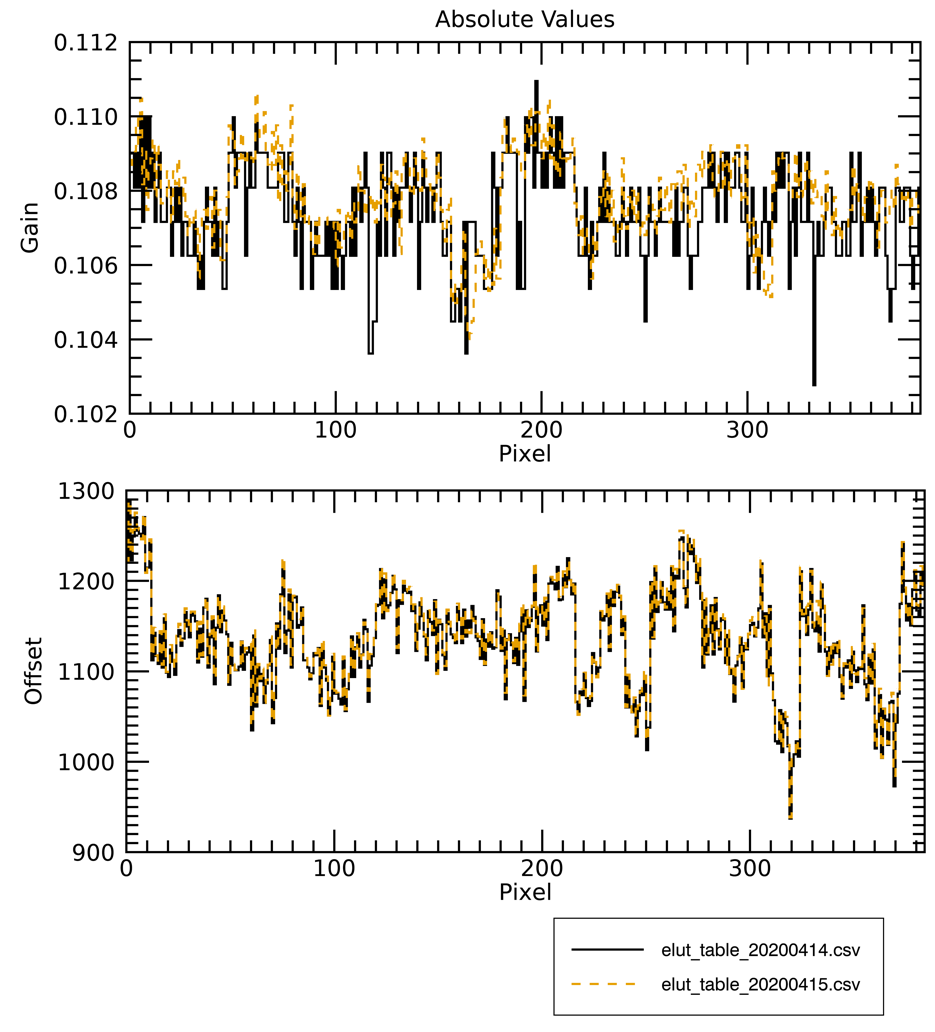 Absolute Values
0.112
0.110
0.108
0.106
0.104
0.102
Gain
0 100 200 300
Pixel
1300
1200
1100
1000
900
Offset
0 100 200 300
Pixel
elut_table_20200414.csv
elut_table_20200415.csv